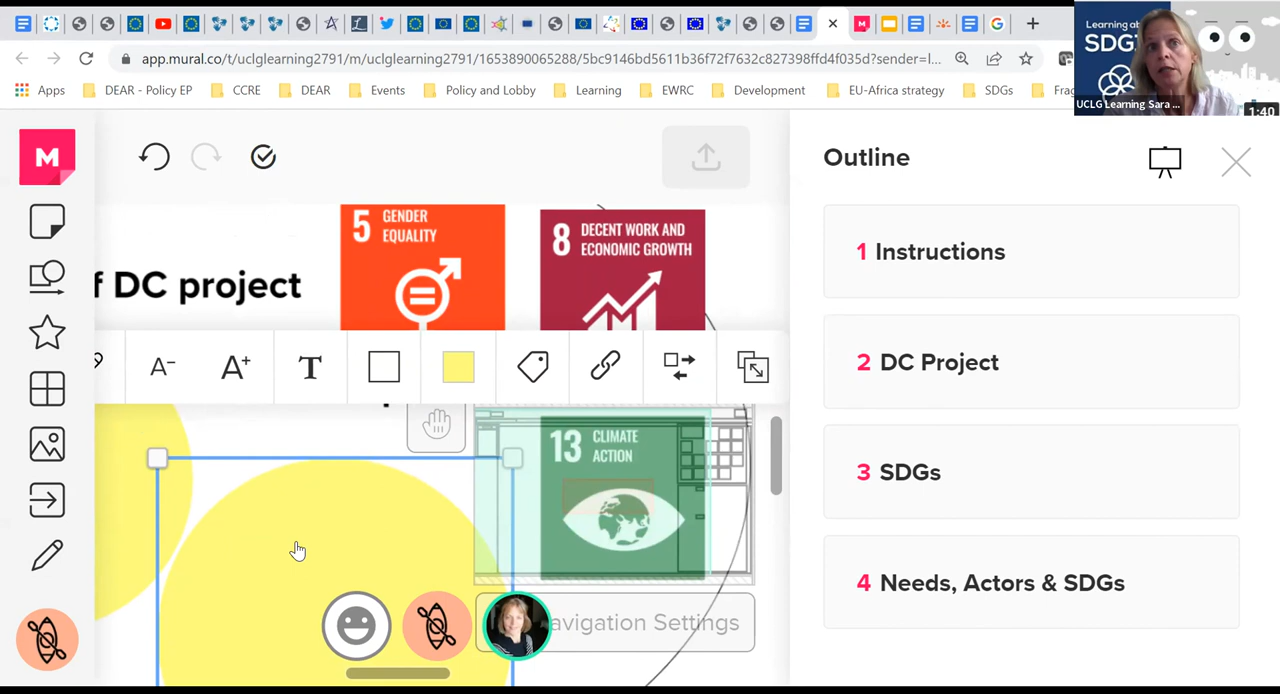 app.mural.co/t/uclglearning2791/m/uclglearning2791/1653890065288/5bc9146bd5611b36f72f7632c827398ffd4f035d?sender=I...
Apps
DEAR - Policy EP
CCRE
DEAR
Events
Policy and Lobby
Learning
EWRC
Development
EU-Africa strategy
SDGs
Learning
SDG
UCLG Learning Sara ...
1:40
M
f DC project
5 GENDER
EQUALITY
8 DECENT WORK AND
ECONOMIC GROWTH
A-
A+
T
13 CLIMATE
ACTION
avigation Settings
Outline
1 Instructions
2 DC Project
3 SDGs
4 Needs, Actors & SDGs